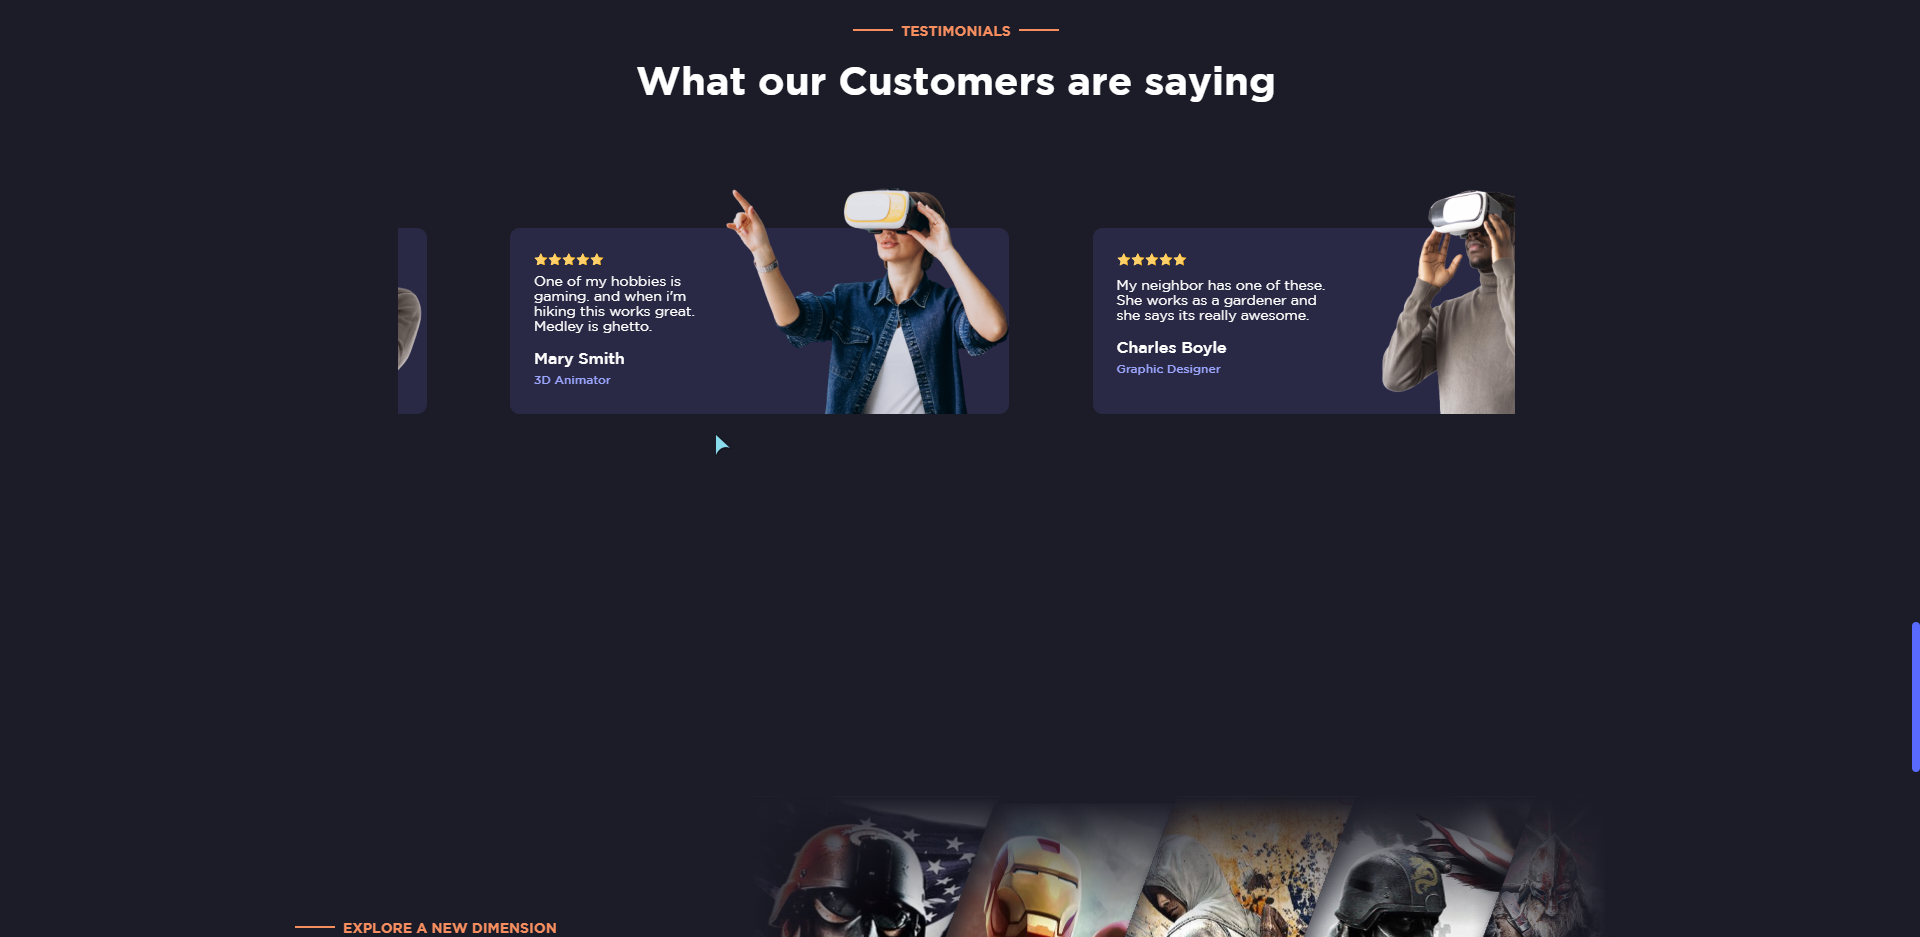 TESTIMONIALS
What our Customers are saying
One of my hobbies is
gaming. and when i'm
hiking this works great.
Medley is ghetto.
Mary Smith
3D Animator
My neighbor has one of these.
She works as a gardener and
she says its really awesome.
Charles Boyle
Graphic Designer
EXPLORE A NEW DIMENSION